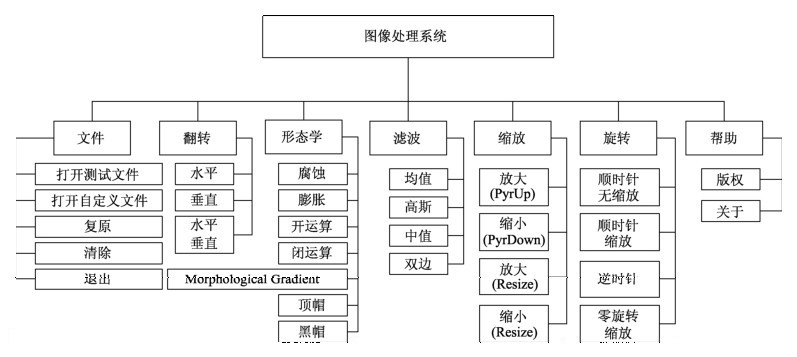 图像处理系统
文件
翻转
形态学
滤波
缩放
旋转
帮助
打开测试文件
打开自定义文件
复原
清除
退出
水平
垂直
水平
垂直
腐蚀
膨胀
开运算
闭运算
Morphological Gradient
顶帽
黑帽
均值
高斯
中值
双边
放大
(PyrUp)
缩小
(PyrDown)
放大
(Resize)
缩小
(Resize)
顺时针
无缩放
顺时针
缩放
逆时针
零旋转
缩放
版权
关于